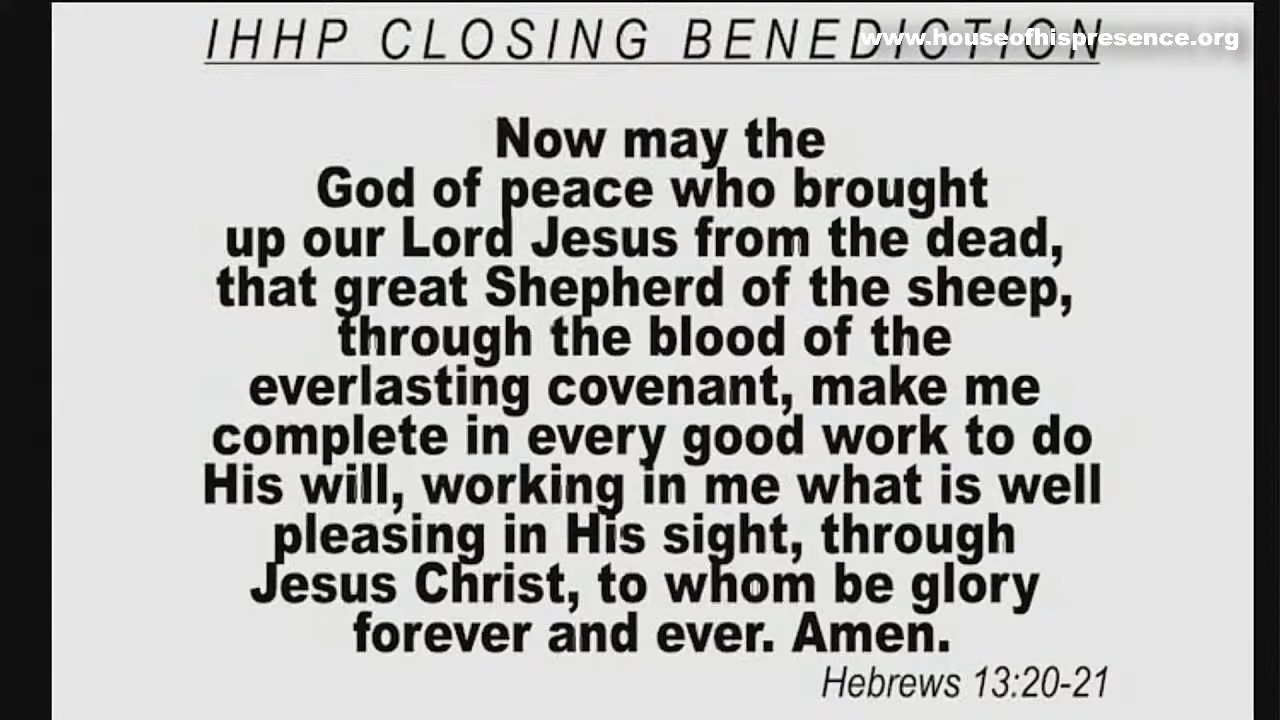 IHHP CLOSING BENEDICTION
www.houseofhispresence.org
Now may the
God of peace who brought
up our Lord Jesus from the dead,
that great Shepherd of the sheep,
through the blood of the
everlasting covenant, make me
complete in every good work to do
His will, working in me what is well
pleasing in His sight, through
Jesus Christ, to whom be glory
forever and ever. Amen.
Hebrews 13:20-21